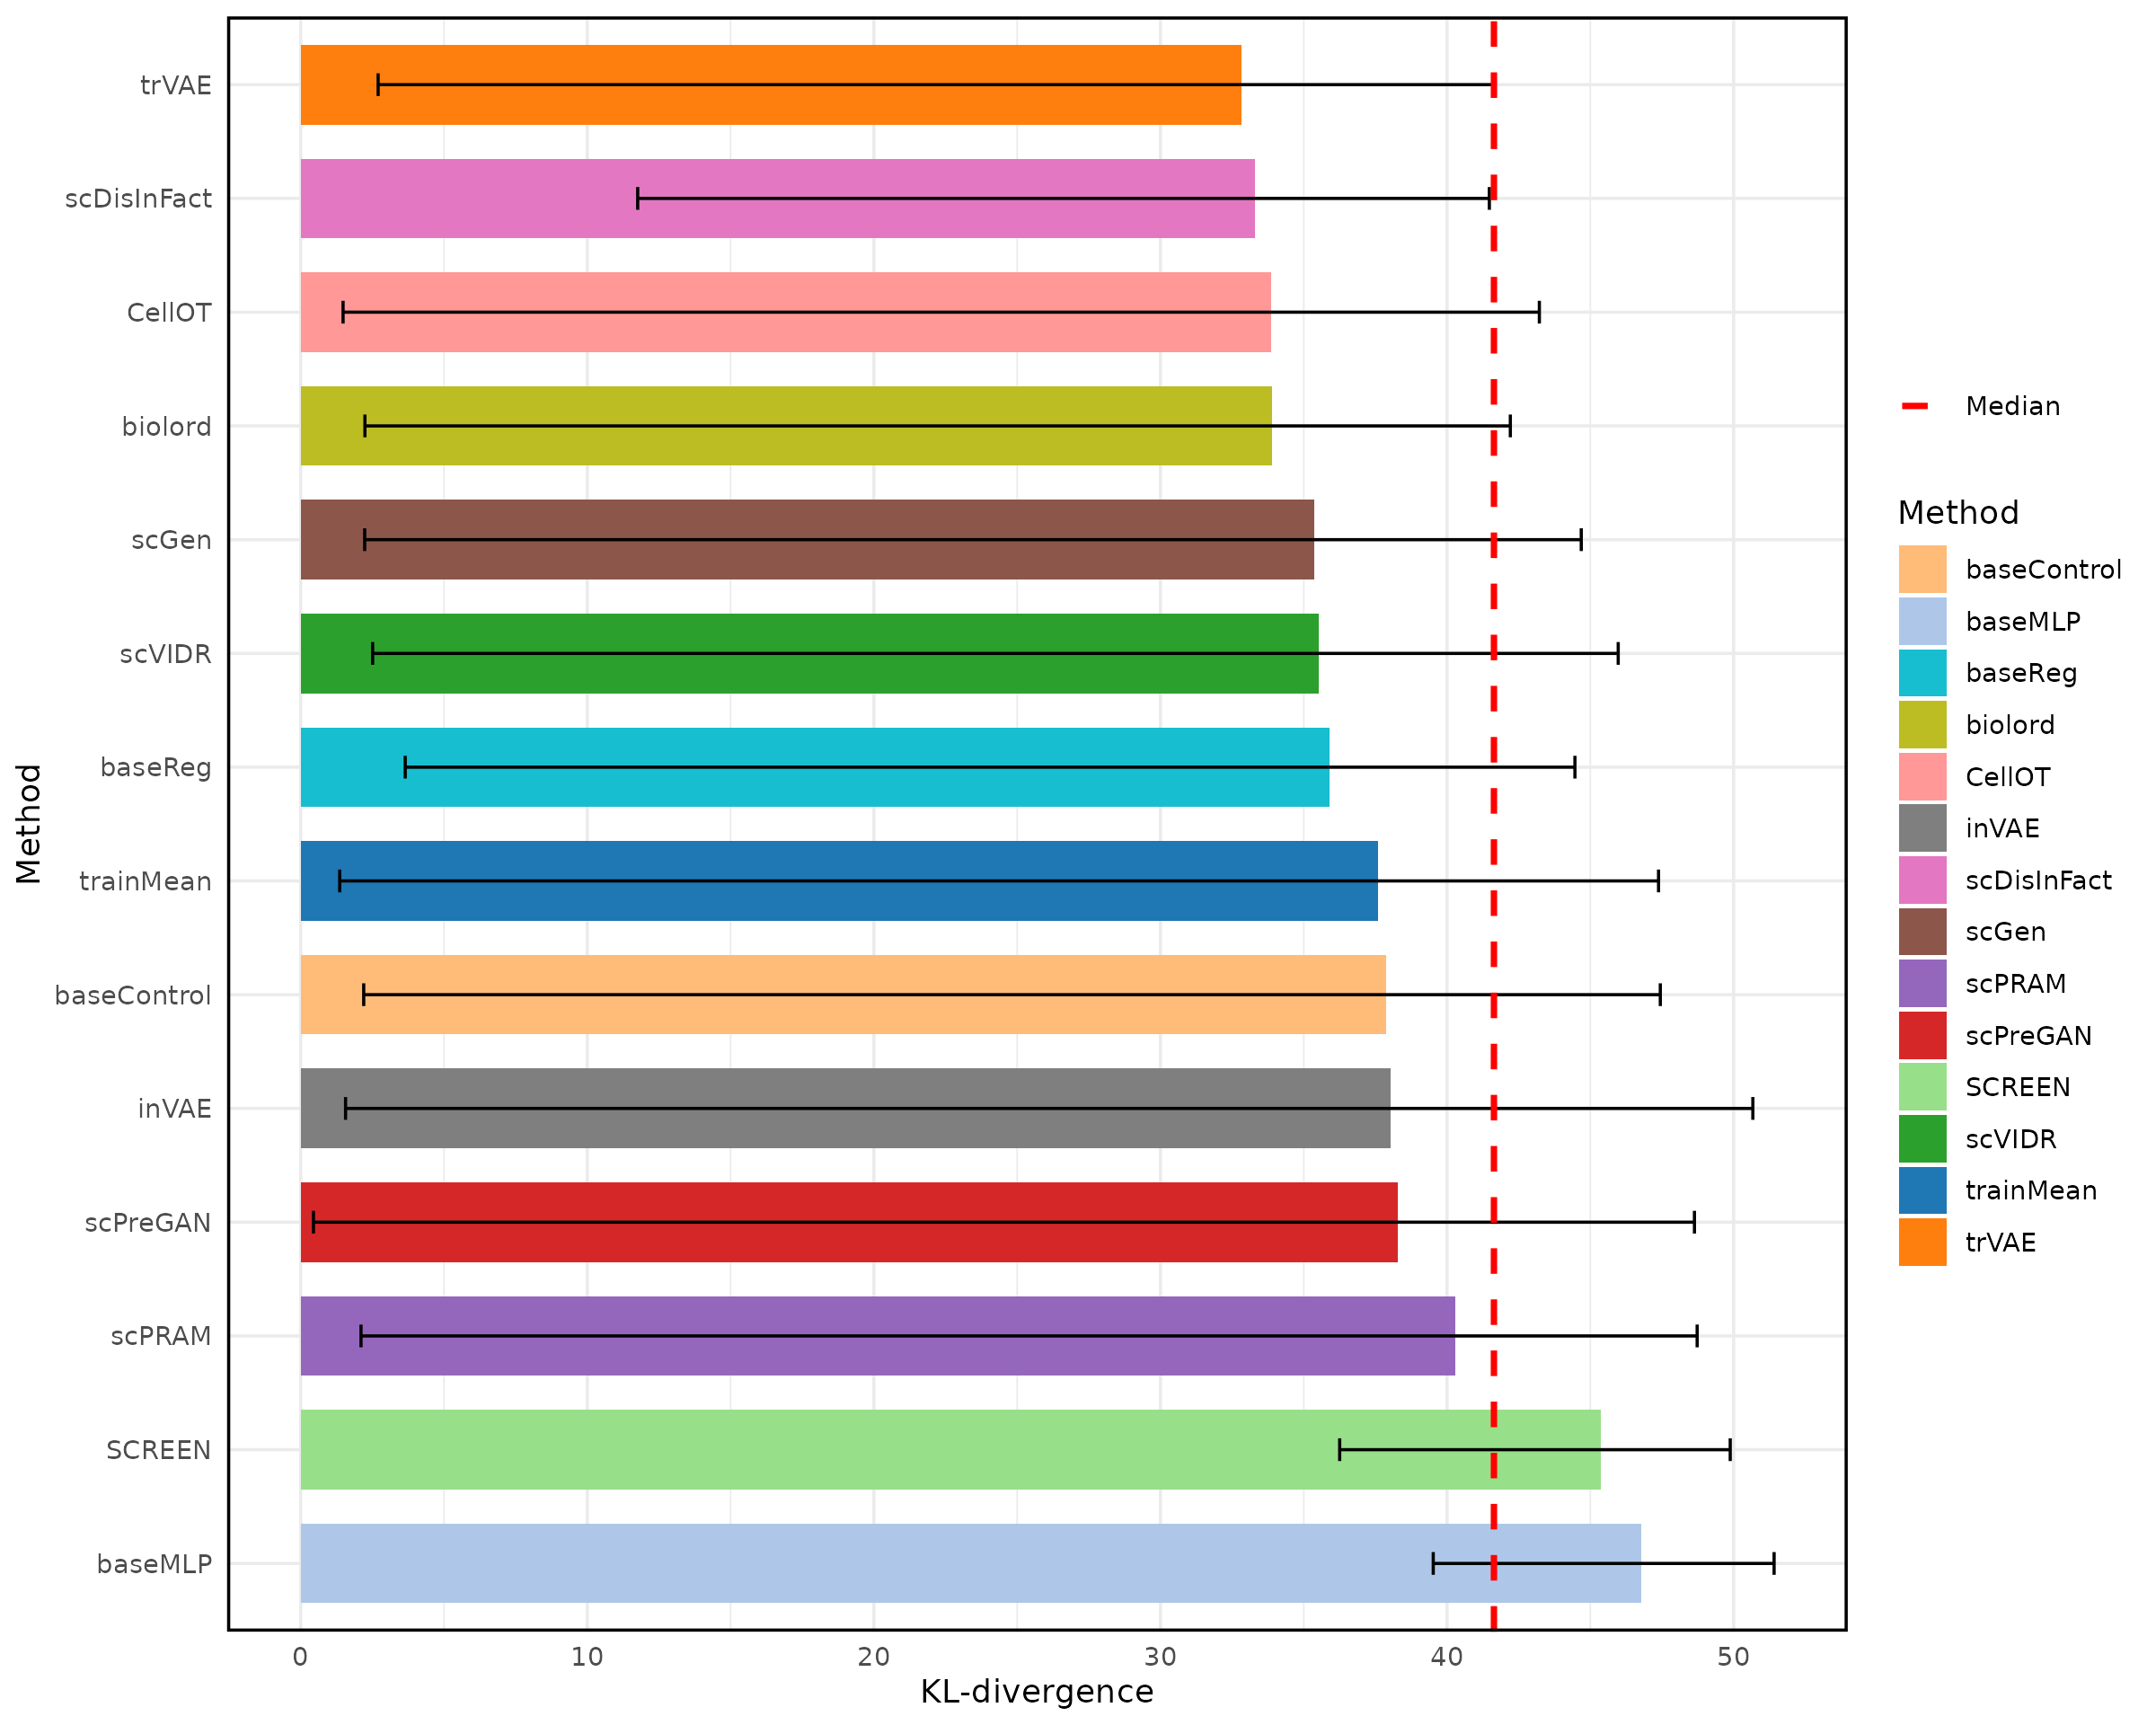 Method
trVAE
scDisInFact
CellOT
biolord
scGen
scVIDR
baseReg
trainMean
baseControl
inVAE
scPreGAN
scPRAM
SCREEN
baseMLP
0 10 20 30 40 50
KL-divergence
Median
Method
baseControl
baseMLP
baseReg
biolord
CellOT
inVAE
scDisInFact
scGen
scPRAM
scPreGAN
SCREEN
scVIDR
trainMean
trVAE